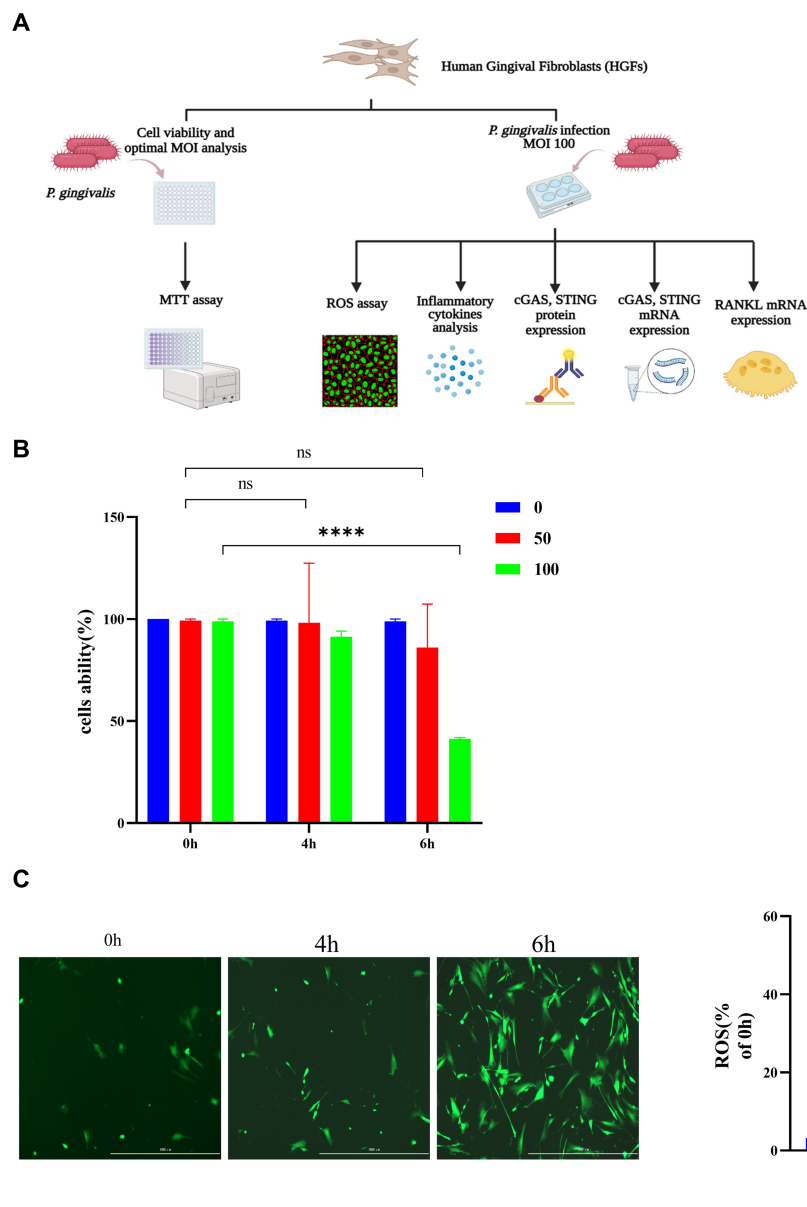 A
Human Gingival Fibroblasts (HGFs)
Cell viability and
optimal MOI analysis
P. gingivalis
P. gingivalis infection
MOI 100
MTT assay
ROS assay
Inflammatory
cytokines
analysis
cGAS, STING
protein
expression
cGAS, STING
mRNA
expression
RANKL mRNA
expression
B
ns
ns
****
0
50
100
150
100
50
0
cells ability(%)
0h
4h
6h
C
0h
4h
6h
60
40
20
0
ROS(%
of 0h)